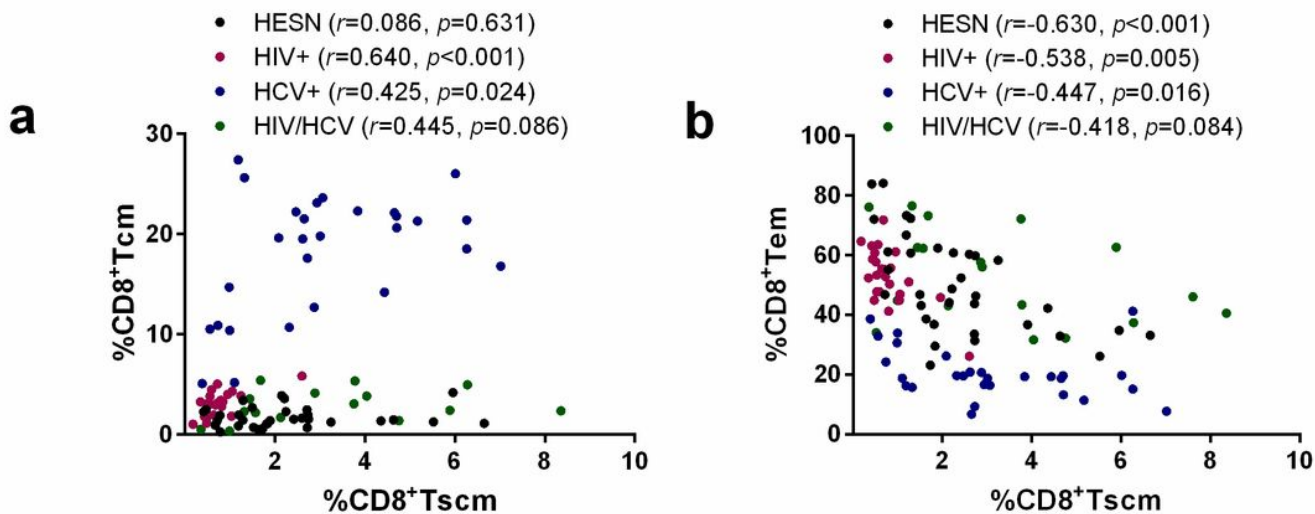 HESN (r=0.086, p=0.631)
HIV+ (r=0.640, p<0.001)
HCV+ (r=0.425, p=0.024)
HIV/HCV (r=0.445, p=0.086)
a
30
20
10
0
%CD8⁺Tcm
2 4 6 8 10
%CD8⁺Tscm
HESN (r=-0.630, p<0.001)
HIV+ (r=-0.538, p=0.005)
HCV+ (r=-0.447, p=0.016)
HIV/HCV (r=-0.418, p=0.084)
b
100
80
60
40
20
0
%CD8⁺Tem
2 4 6 8 10
%CD8⁺Tscm